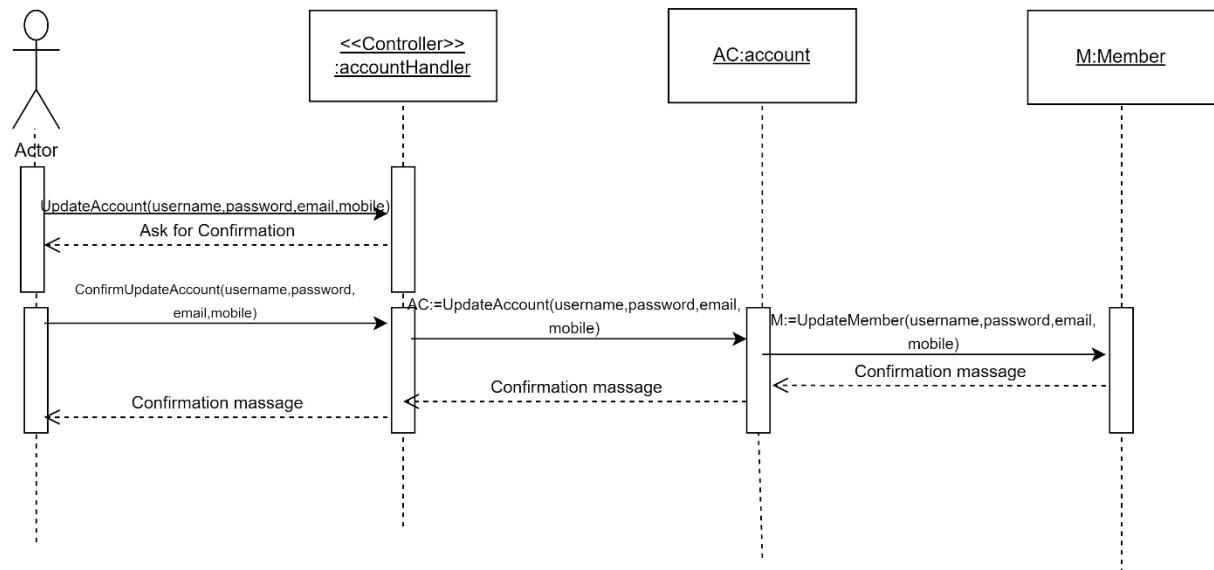 <<Controller>>
:accountHandler
AC:account
M:Member
Actor
UpdateAccount(username,password,email,mobile)
Ask for Confirmation
ConfirmUpdateAccount(username,password,
email,mobile)
AC:=UpdateAccount(username,password,email,
mobile)
M:=UpdateMember(username,password,email,
mobile)
Confirmation massage
Confirmation massage
Confirmation massage